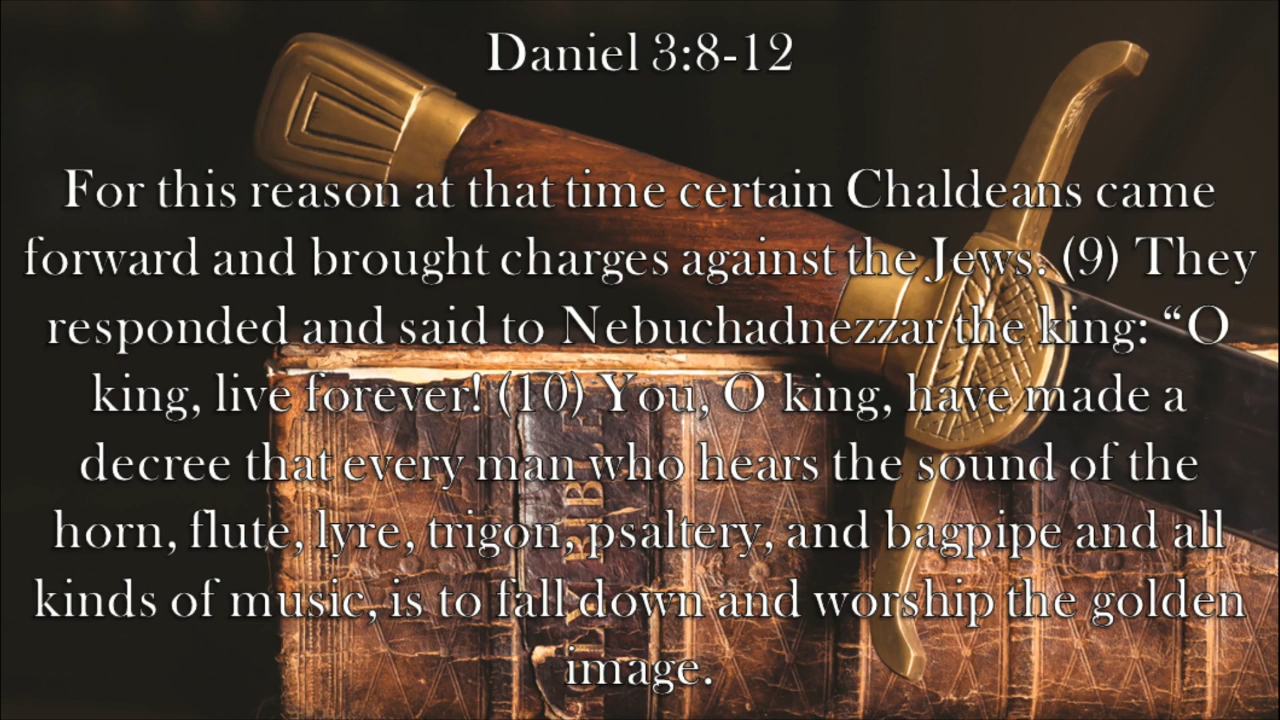 Daniel 3:8-12
For this reason at that time certain Chaldeans came
forward and brought charges against the Jews. (9) They
responded and said to Nebuchadnezzar the king: “O
king, live forever! (10) You, O king, have made a
decree that every man who hears the sound of the
horn, flute, lyre, trigon, psaltery, and bagpipe and all
kinds of music, is to fall down and worship the golden
image.
BIBLE